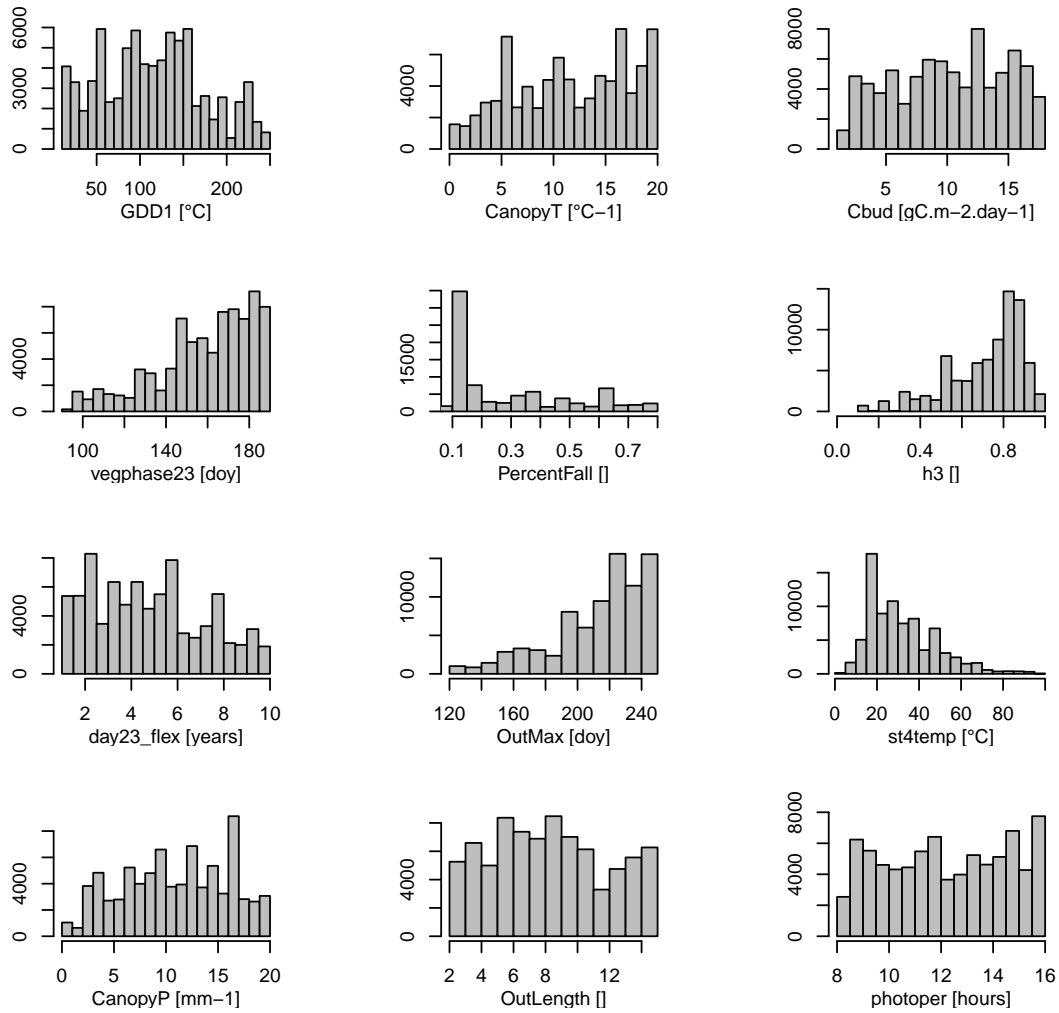 0 3000 6000
50 100 200
GDD1 [°C]
0 4000
0 5 10 15 20
CanopyT [°C−1]
0 4000 8000
5 10 15
Cbud [gC.m−2.day−1]
0 4000
100 140 180
vegphase23 [doy]
0 15000
0.1 0.3 0.5 0.7
PercentFall []
0 10000
0.0 0.4 0.8
h3 []
0 4000
2 4 6 8 10
day23_flex [years]
0 10000
120 160 200 240
OutMax [doy]
0 10000
0 20 40 60 80
st4temp [°C]
0 4000
0 5 10 15 20
CanopyP [mm−1]
0 4000
2 4 6 8 12
OutLength []
0 4000 8000
8 10 12 14 16
photoper [hours]